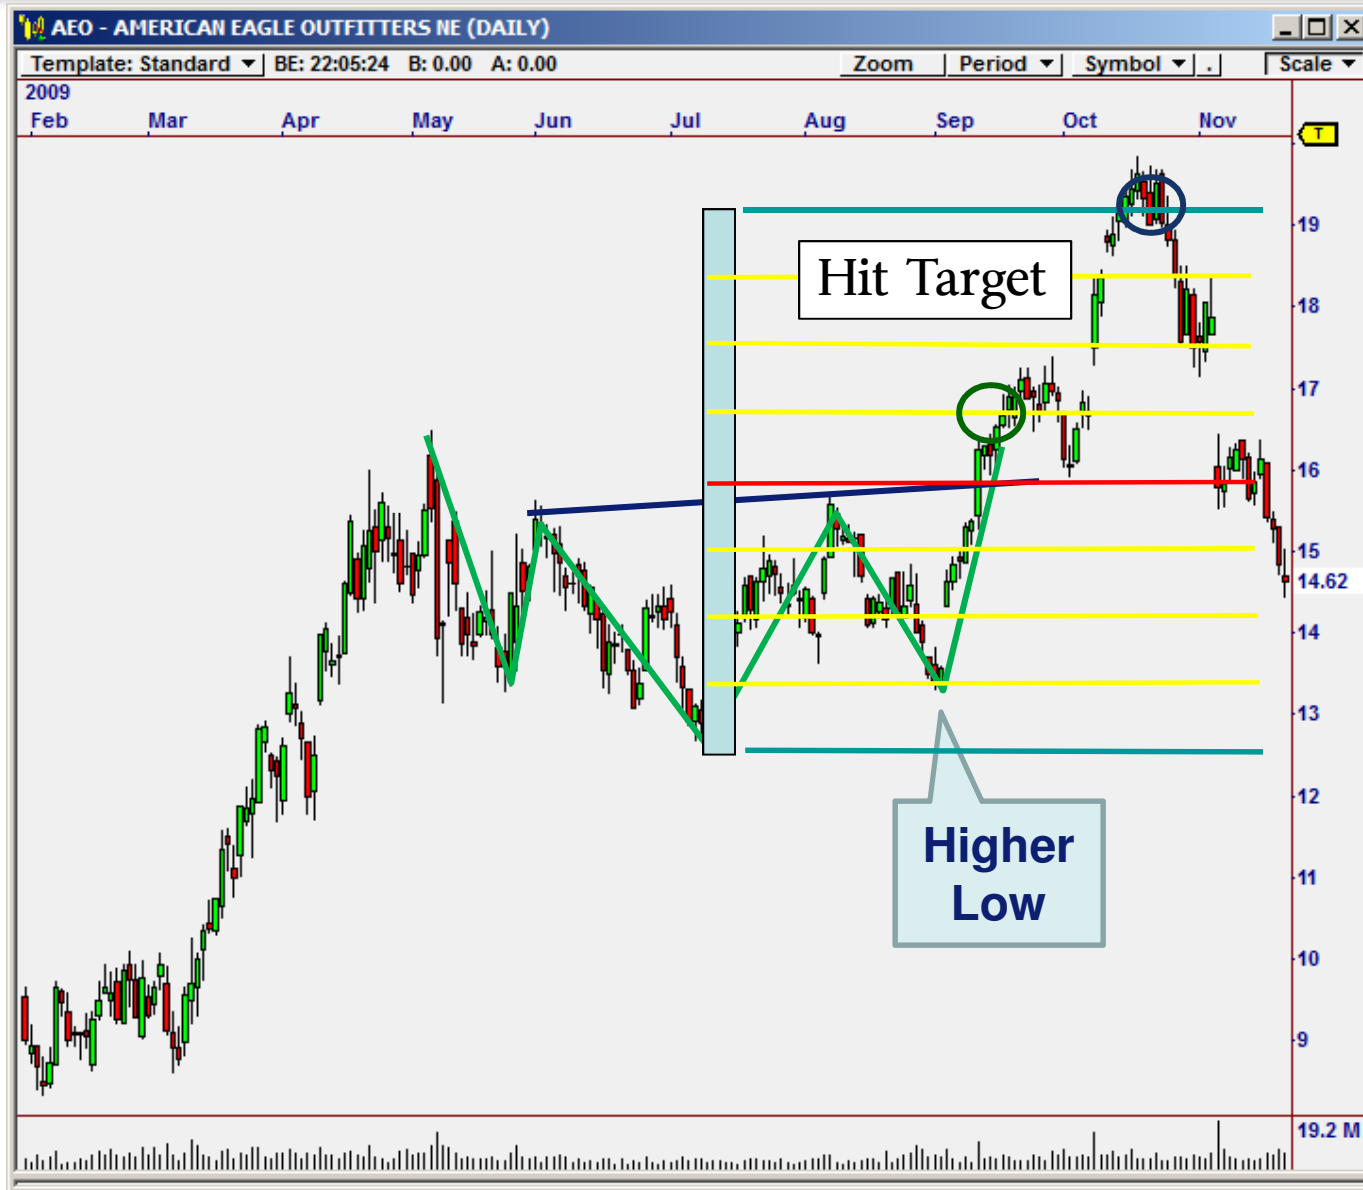 AEO - AMERICAN EAGLE OUTFITTERS NE (DAILY)
Template: Standard BE: 22:05:24 B: 0.00 A: 0.00 Zoom Period Symbol . Scale
2009
Feb Mar Apr May Jun Jul Aug Sep Oct Nov
T
19
Hit Target
18
17
16
15
14.62
14
13
12
Higher
Low
11
10
9
19.2 M